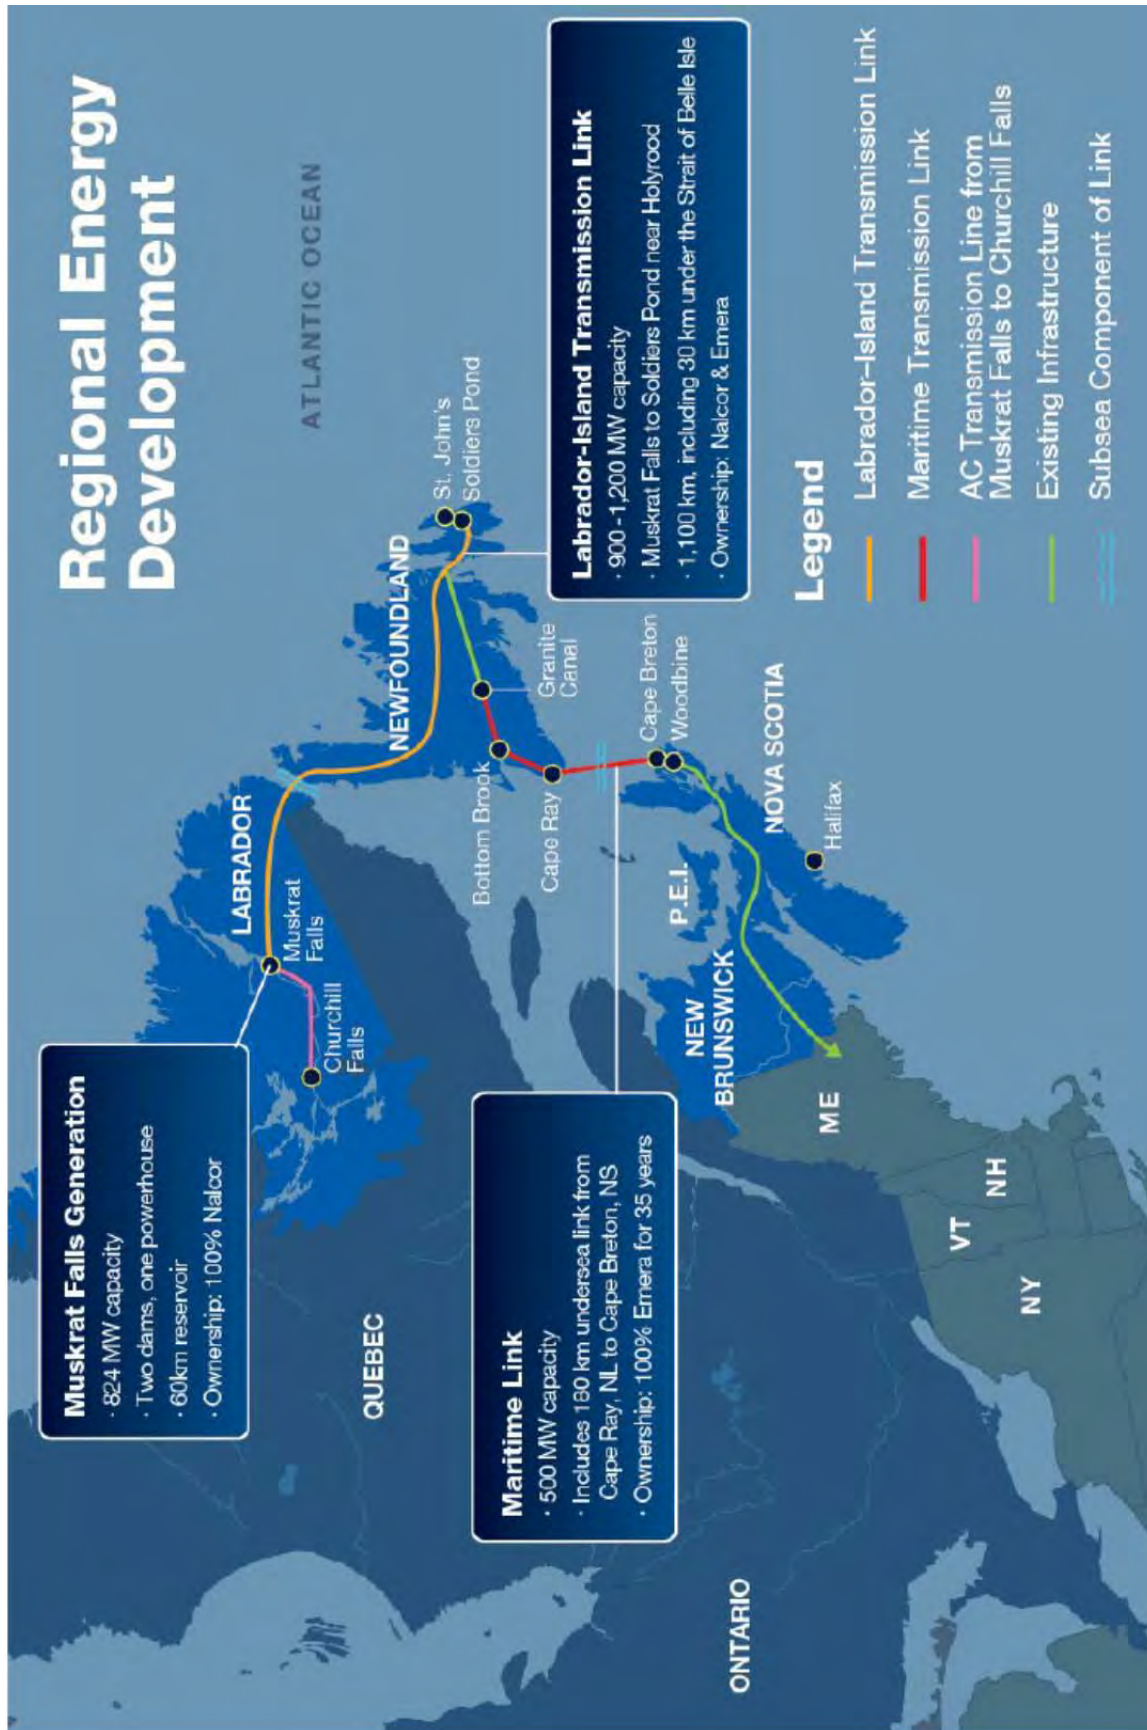 Regional Energy
Development
ATLANTIC OCEAN
Muskrat Falls Generation
· 824 MW capacity
· Two dams, one powerhouse
· 60km reservoir
· Ownership: 100% Nalcor
LABRADOR
Muskrat
Falls
Churchill
Falls
QUEBEC
NEWFOUNDLAND
St. John's
Soldiers Pond
Bottom Brook
Granite
Canal
Cape Ray
Labrador-Island Transmission Link
· 900 -1,200 MW capacity
· Muskrat Falls to Soldiers Pond near Holyrood
· 1,100 km, including 30 km under the Strait of Belle Isle
· Ownership: Nalcor & Emera
Maritime Link
· 500 MW capacity
· Includes 180 km undersea link from
Cape Ray, NL to Cape Breton, NS
· Ownership: 100% Emera for 35 years
Cape Breton
Woodbine
P.E.I.
NEW
BRUNSWICK
NOVA SCOTIA
Halifax
ONTARIO
ME
VT
NH
NY
Legend
Labrador-Island Transmission Link
Maritime Transmission Link
AC Transmission Line from
Muskrat Falls to Churchill Falls
Existing Infrastructure
Subsea Component of Link